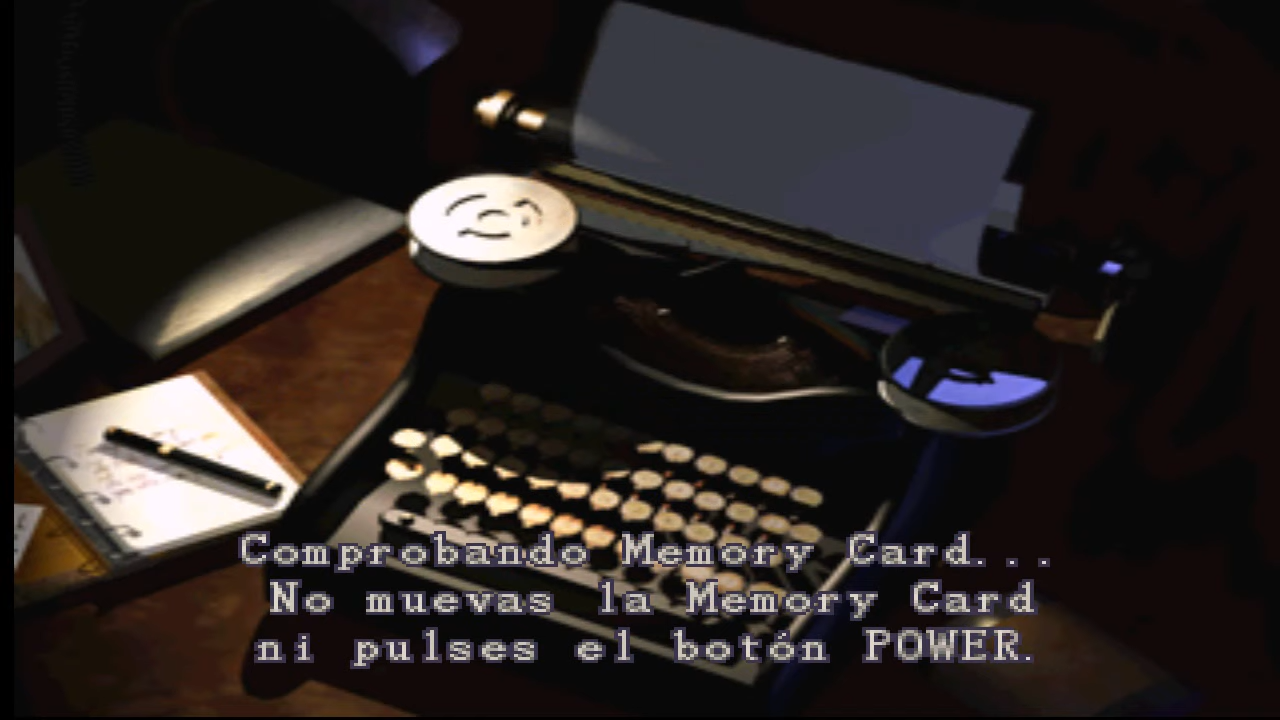 Comprobando Memory Card...
No muevas la Memory Card
ni pulses el botón POWER.